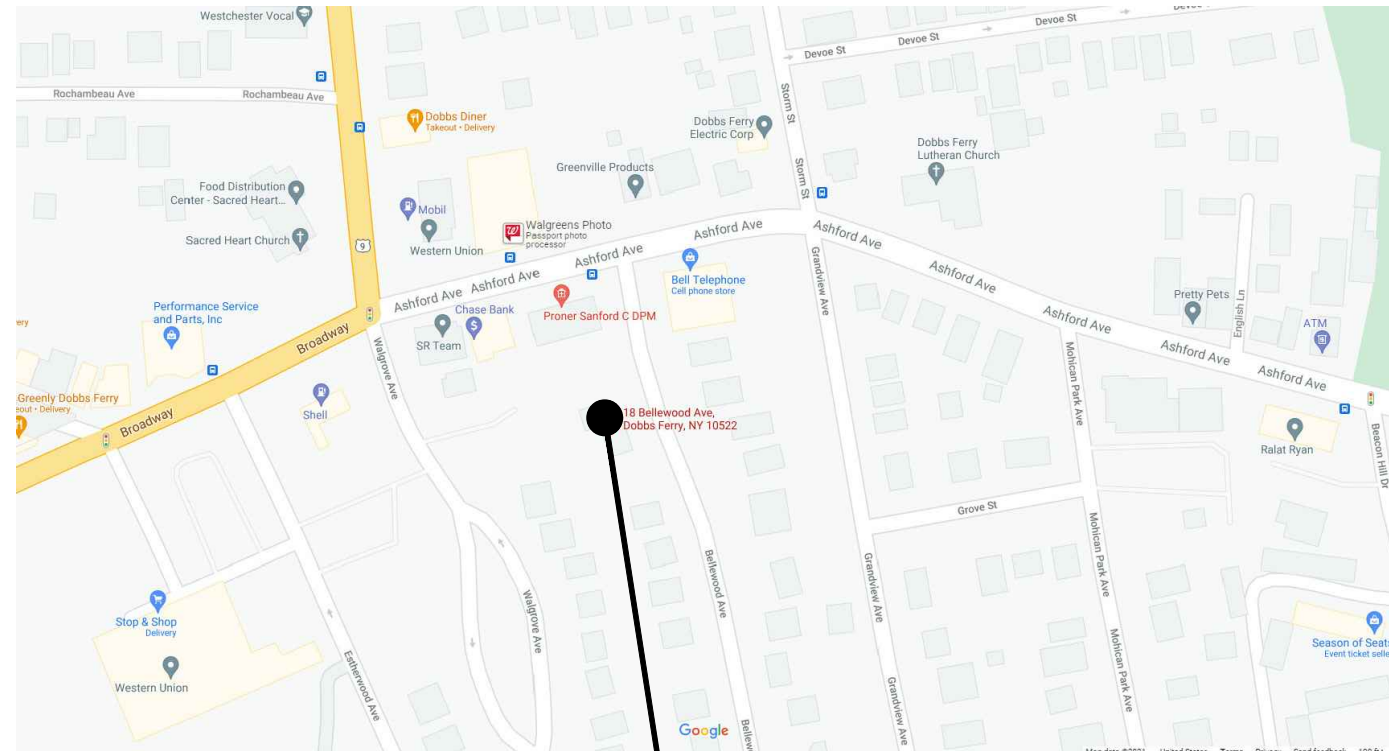 Westchester Vocal
Devoe St
Devoe St
Devoe St
Rochambeau Ave
Rochambeau Ave
Storm St
Dobbs Diner
Takeout • Delivery
Dobbs Ferry
Electric Corp
Dobbs Ferry
Lutheran Church
Greenville Products
Storm St
Food Distribution
Center - Sacred Heart...
Mobil
Walgreens Photo
Passport photo
processor
Western Union
Sacred Heart Church
9
Ashford Ave
Ashford Ave
Ashford Ave
Ashford Ave
Ashford Ave
Ashford Ave
Ashford Ave
Ashford Ave
Ashford Ave
Bell Telephone
Cell phone store
Grandview Ave
Performance Service
and Parts, Inc
Chase Bank
Proner Sanford C DPM
SR Team
Pretty Pets
English Ln
ATM
Broadway
Walgrove Ave
Mohican Park Ave
Greenly Dobbs Ferry
eout • Delivery
Broadway
Shell
18 Bellewood Ave,
Dobbs Ferry, NY 10522
Ralat Ryan
Beacon Hill Dr
Grove St
Bellewood Ave
Grandview Ave
Mohican Park Ave
Walgrove Ave
Stop & Shop
Delivery
Western Union
Estherwood Ave
Mohican Park Ave
Grandview Ave
Season of Seats
Event ticket selle
Google
Bellew